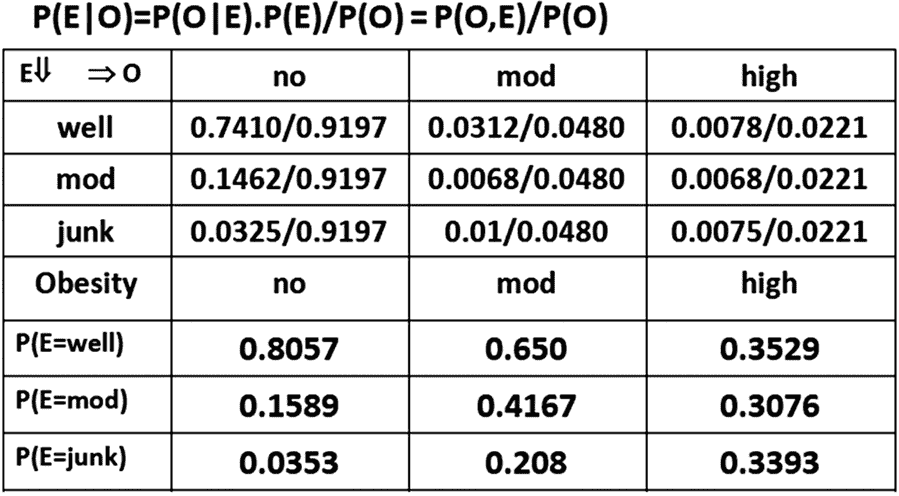 P(E|O)=P(O|E).P(E)/P(O) = P(O,E)/P(O)
E⇓ ⇒O no mod high
well 0.7410/0.9197 0.0312/0.0480 0.0078/0.0221
mod 0.1462/0.9197 0.0068/0.0480 0.0068/0.0221
junk 0.0325/0.9197 0.01/0.0480 0.0075/0.0221
Obesity no mod high
P(E=well) 0.8057 0.650 0.3529
P(E=mod) 0.1589 0.4167 0.3076
P(E=junk) 0.0353 0.208 0.3393